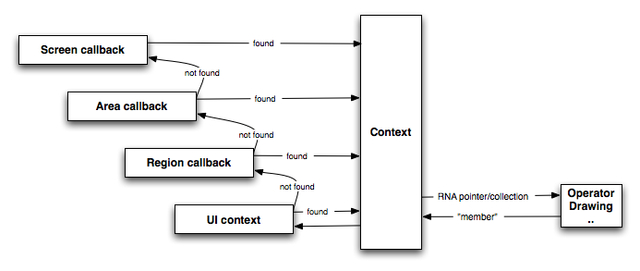 Screen callback
found
not found
Area callback
found
not found
Context
Region callback
found
not found
RNA pointer/collection
Operator
Drawing
..
UI context
found
"member"